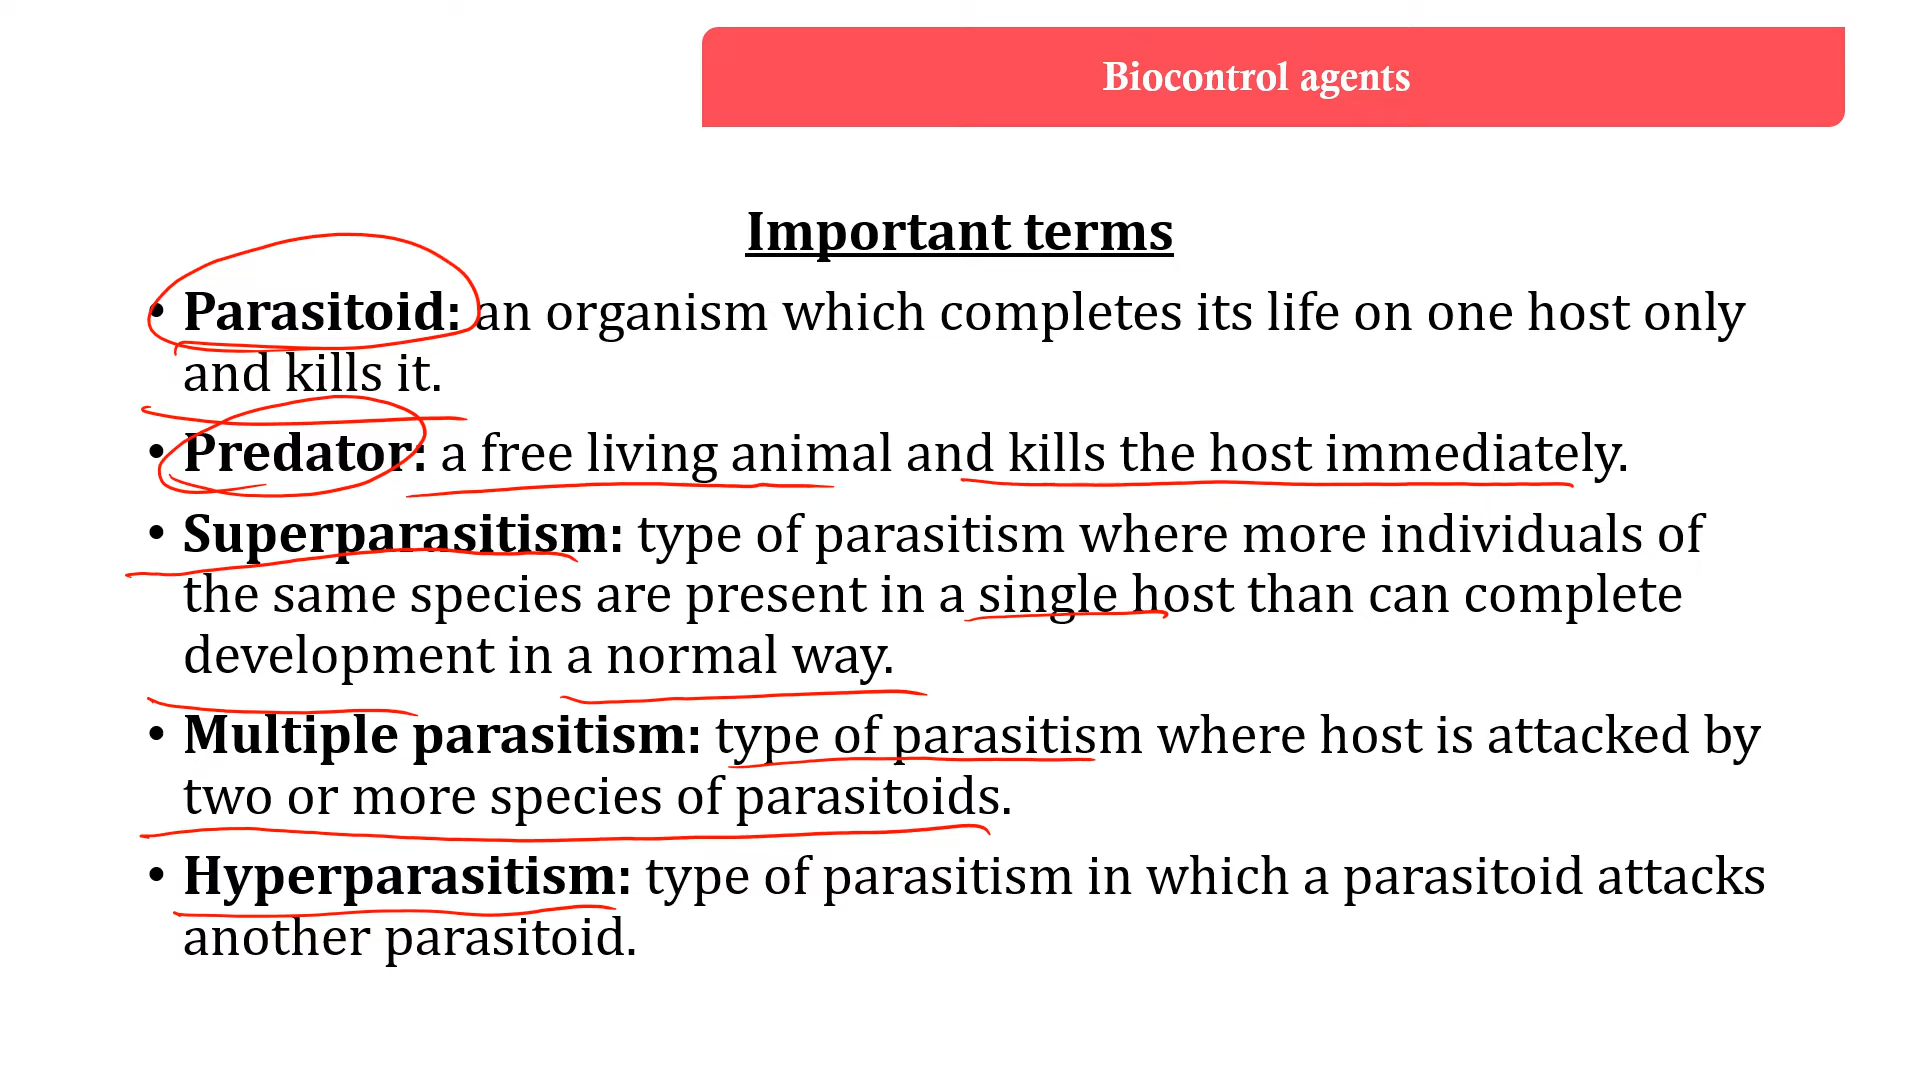 Biocontrol agents
Important terms
• Parasitoid: an organism which completes its life on one host only
and kills it.
• Predator: a free living animal and kills the host immediately.
• Superparasitism: type of parasitism where more individuals of
the same species are present in a single host than can complete
development in a normal way.
• Multiple parasitism: type of parasitism where host is attacked by
two or more species of parasitoids.
• Hyperparasitism: type of parasitism in which a parasitoid attacks
another parasitoid.